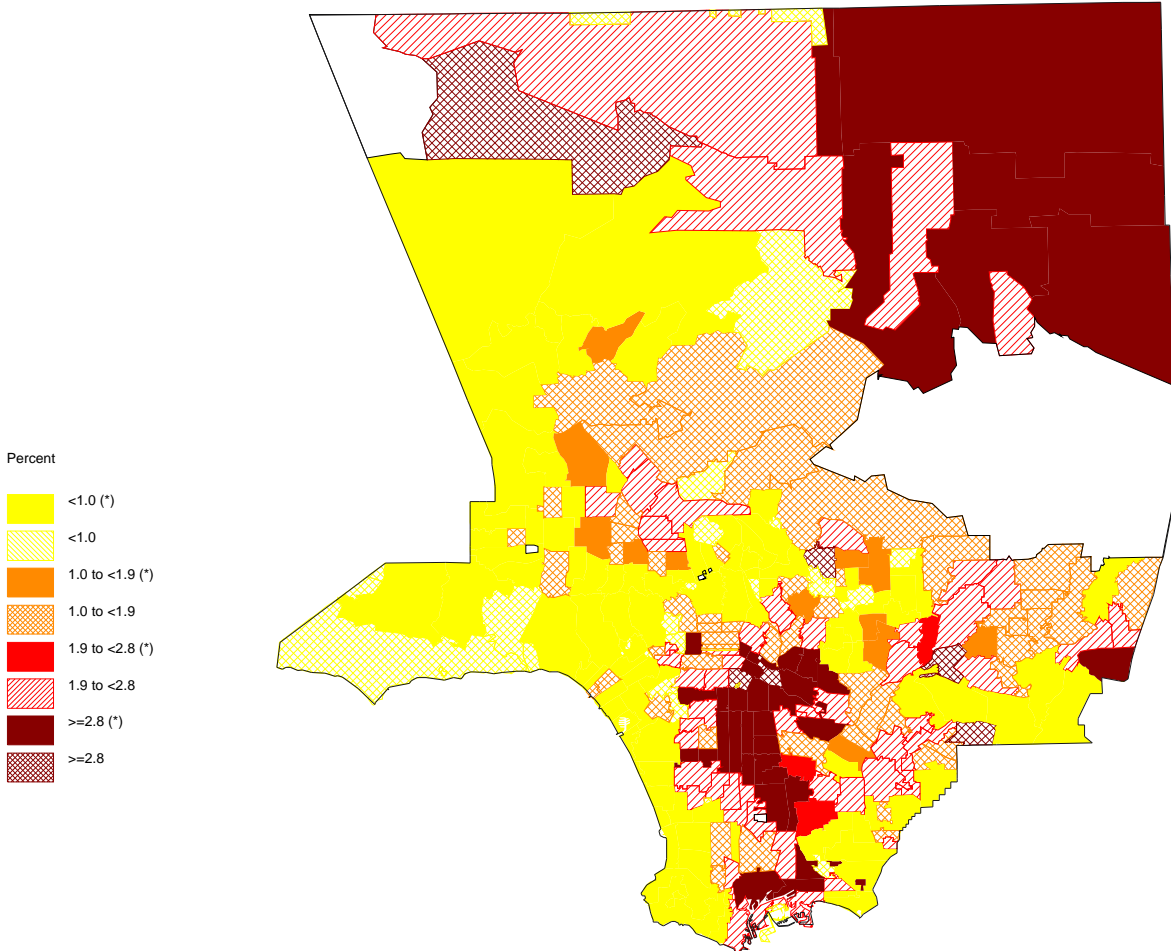 Percent
<1.0 (*)
<1.0
1.0 to <1.9 (*)
1.0 to <1.9
1.9 to <2.8 (*)
1.9 to <2.8
>=2.8 (*)
>=2.8